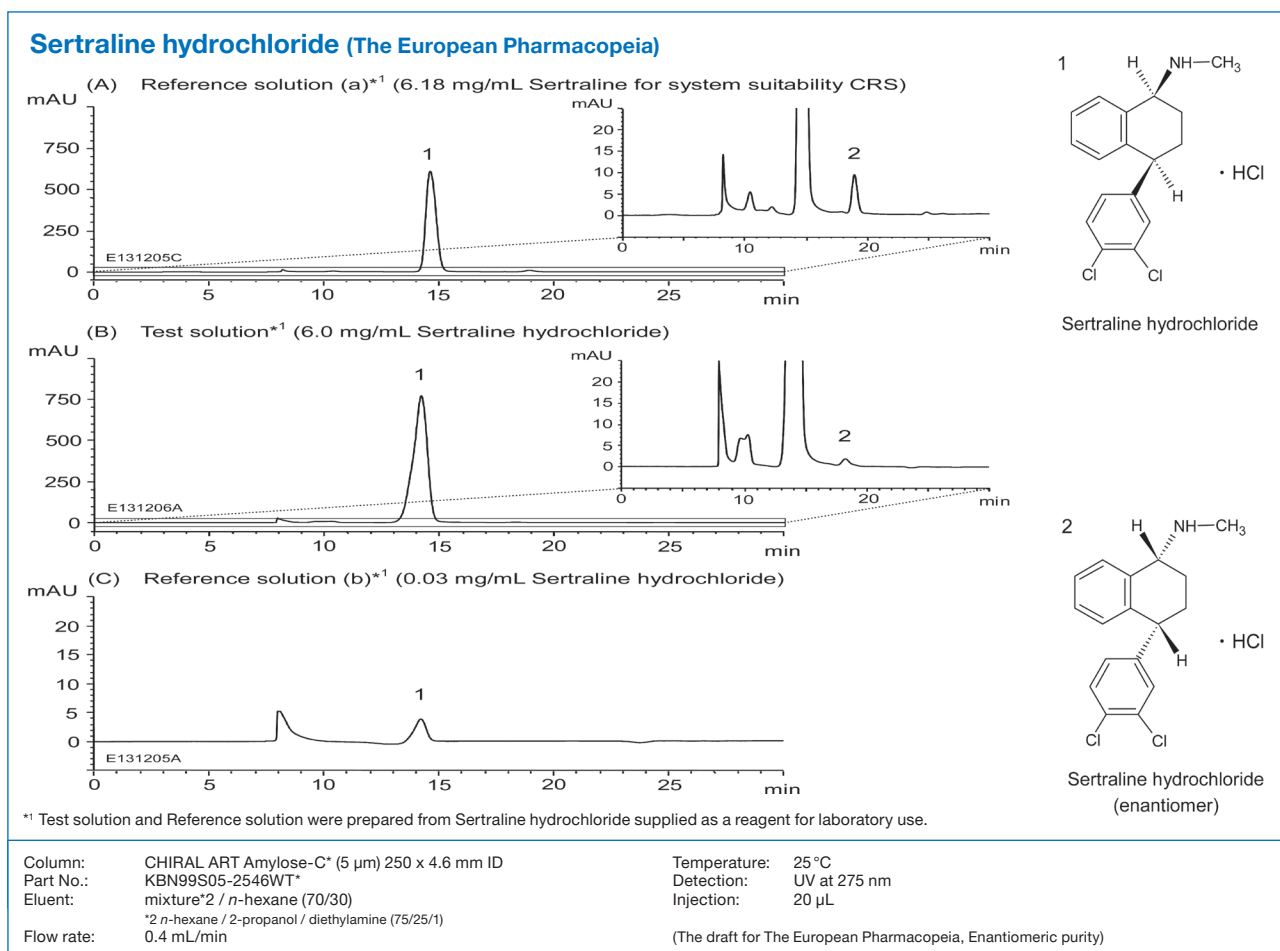 Sertraline hydrochloride (The European Pharmacopeia)
(A) Reference solution (a)*1 (6.18 mg/mL Sertraline for system suitability CRS)
mAU
750
500
250
0
1
E131205C
0 5 10 15 20 25
min
mAU
20
15
10
5
0
2
0 10 20
min
(B) Test solution*1 (6.0 mg/mL Sertraline hydrochloride)
mAU
750
500
250
0
1
E131206A
0 5 10 15 20 25
min
mAU
20
15
10
5
0
2
0 10 20
min
(C) Reference solution (b)*1 (0.03 mg/mL Sertraline hydrochloride)
mAU
20
15
10
5
0
1
E131205A
0 5 10 15 20 25
min
1
H NH CH3
H
· HCl
Cl Cl
Sertraline hydrochloride
2
H NH CH3
H
· HCl
Cl Cl
Sertraline hydrochloride
(enantiomer)
*1 Test solution and Reference solution were prepared from Sertraline hydrochloride supplied as a reagent for laboratory use.
Column: CHIRAL ART Amylose-C* (5 μm) 250 x 4.6 mm ID
Part No.: KBN99S05-2546WT*
Eluent: mixture*2 / n-hexane (70/30)
*2 n-hexane / 2-propanol / diethylamine (75/25/1)
Flow rate: 0.4 mL/min
Temperature: 25 °C
Detection: UV at 275 nm
Injection: 20 μL
(The draft for The European Pharmacopeia, Enantiomeric purity)